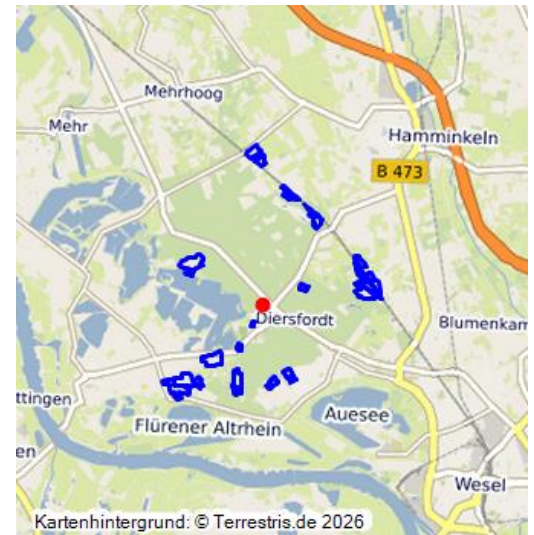 Mehrhoog
Mehr
Hamminkeln
B 473
Diersfordt
Blumenkam
ttingen
Auesee
Flürener Altrhein
en
Wesel
Kartenhintergrund: © Terrestris.de 2026